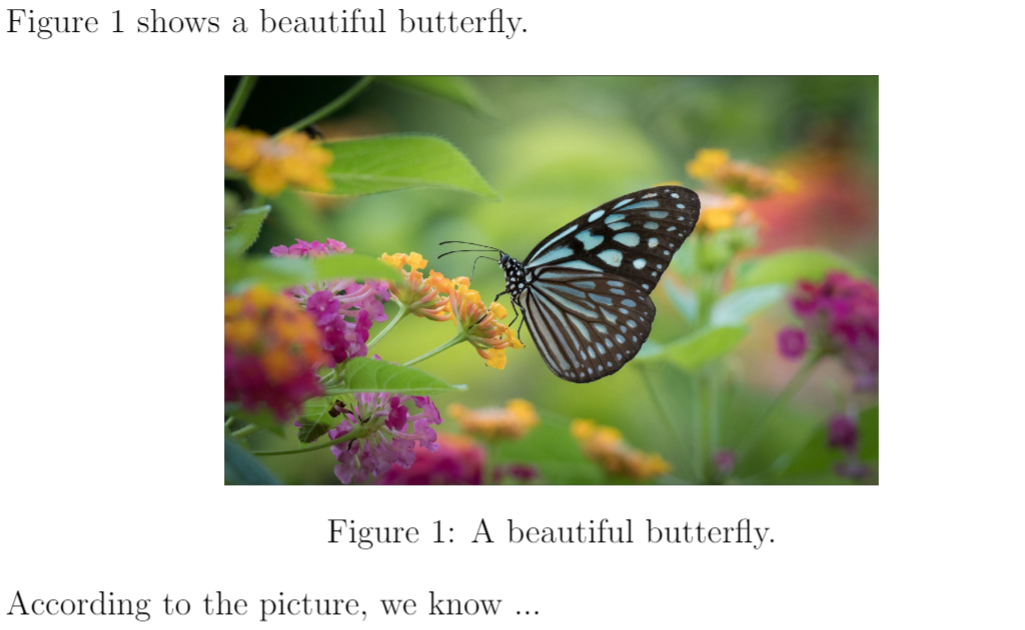 Figure 1 shows a beautiful butterfly.
Figure 1: A beautiful butterfly.
According to the picture, we know ...